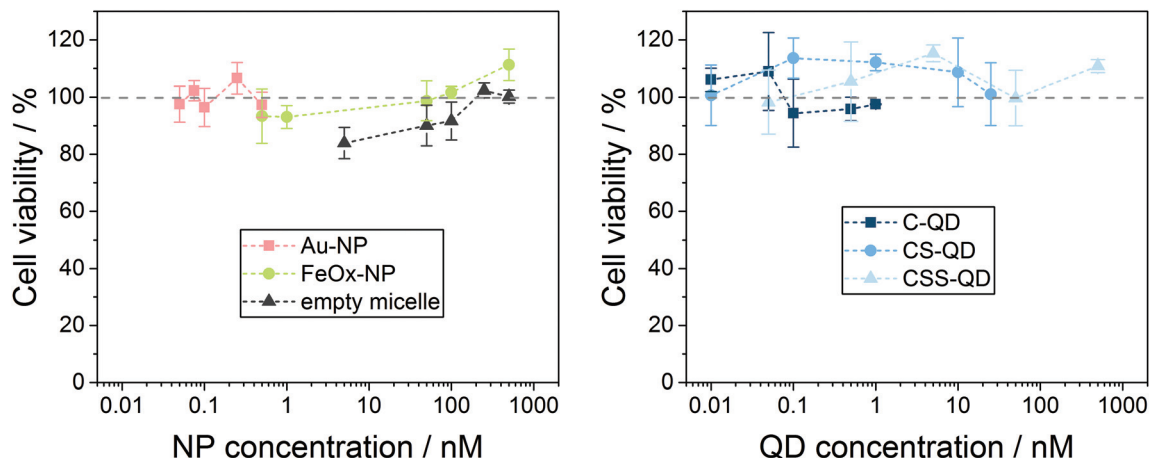 Cell viability / %
120
100
80
60
40
20
0
Au-NP
FeOx-NP
empty micelle
0.01 0.1 1 10 100 1000
NP concentration / nM
Cell viability / %
120
100
80
60
40
20
0
C-QD
CS-QD
CSS-QD
0.01 0.1 1 10 100 1000
QD concentration / nM